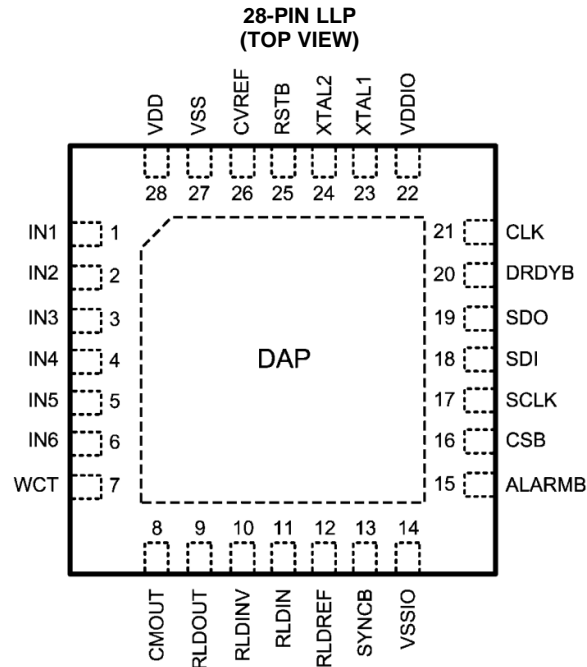 28-PIN LLP
(TOP VIEW)
VDD
VSS
CVREF
RSTB
XTAL2
XTAL1
VDDIO
28 27 26 25 24 23 22
IN1 1
IN2 2
IN3 3
IN4 4
IN5 5
IN6 6
WCT 7
DAP
21 CLK
20 DRDYB
19 SDO
18 SDI
17 SCLK
16 CSB
15 ALARMB
8 9 10 11 12 13 14
CMOUT
RLDOUT
RLDINV
RLDIN
RLDREF
SYNCB
VSSIO